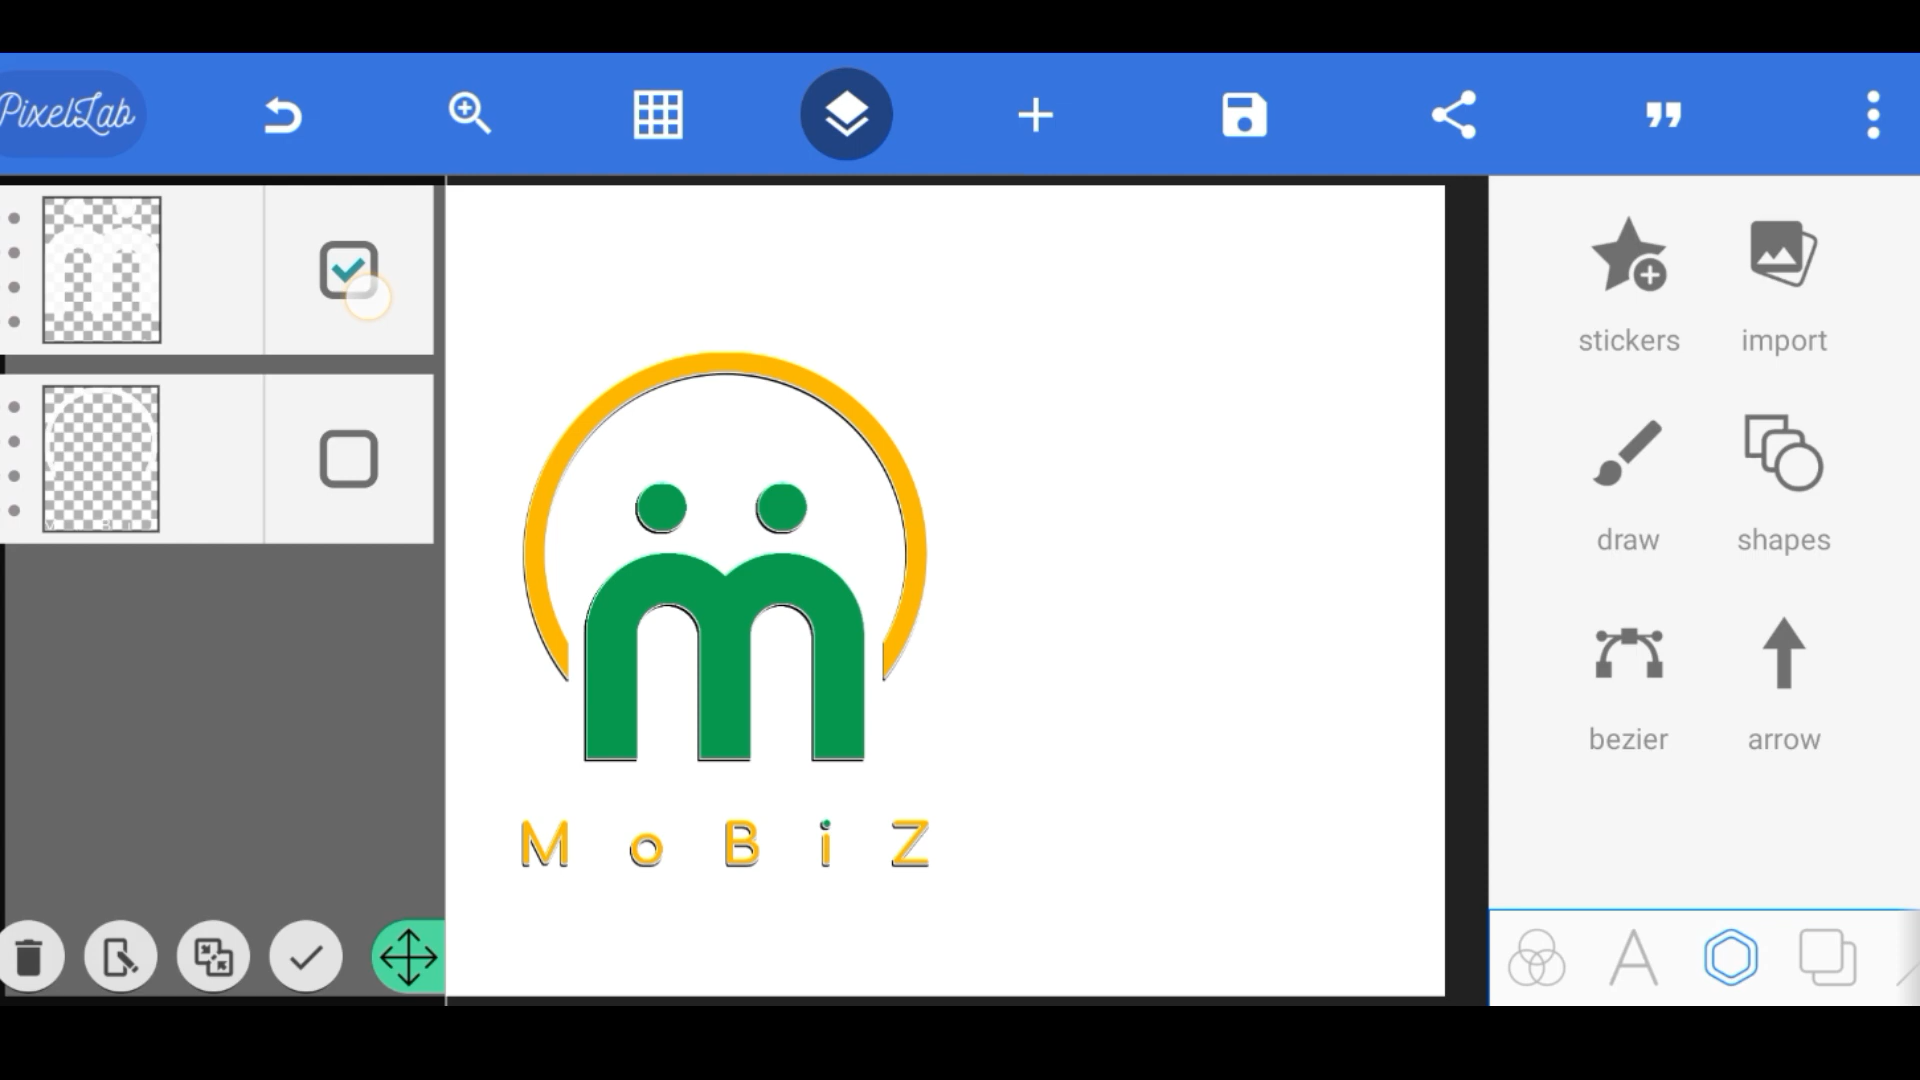 PixelLab
stickers
import
draw
shapes
bezier
arrow
m
M o B i Z
A